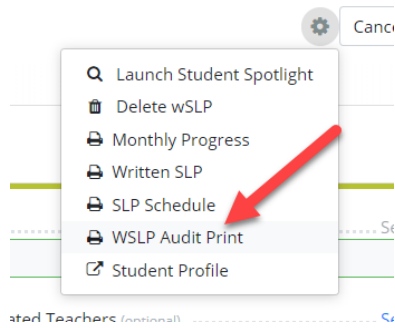 Cance
Launch Student Spotlight
Delete wSLP
Monthly Progress
Written SLP
SLP Schedule
Se
WSLP Audit Print
Student Profile
ated Teachers (optional) Se